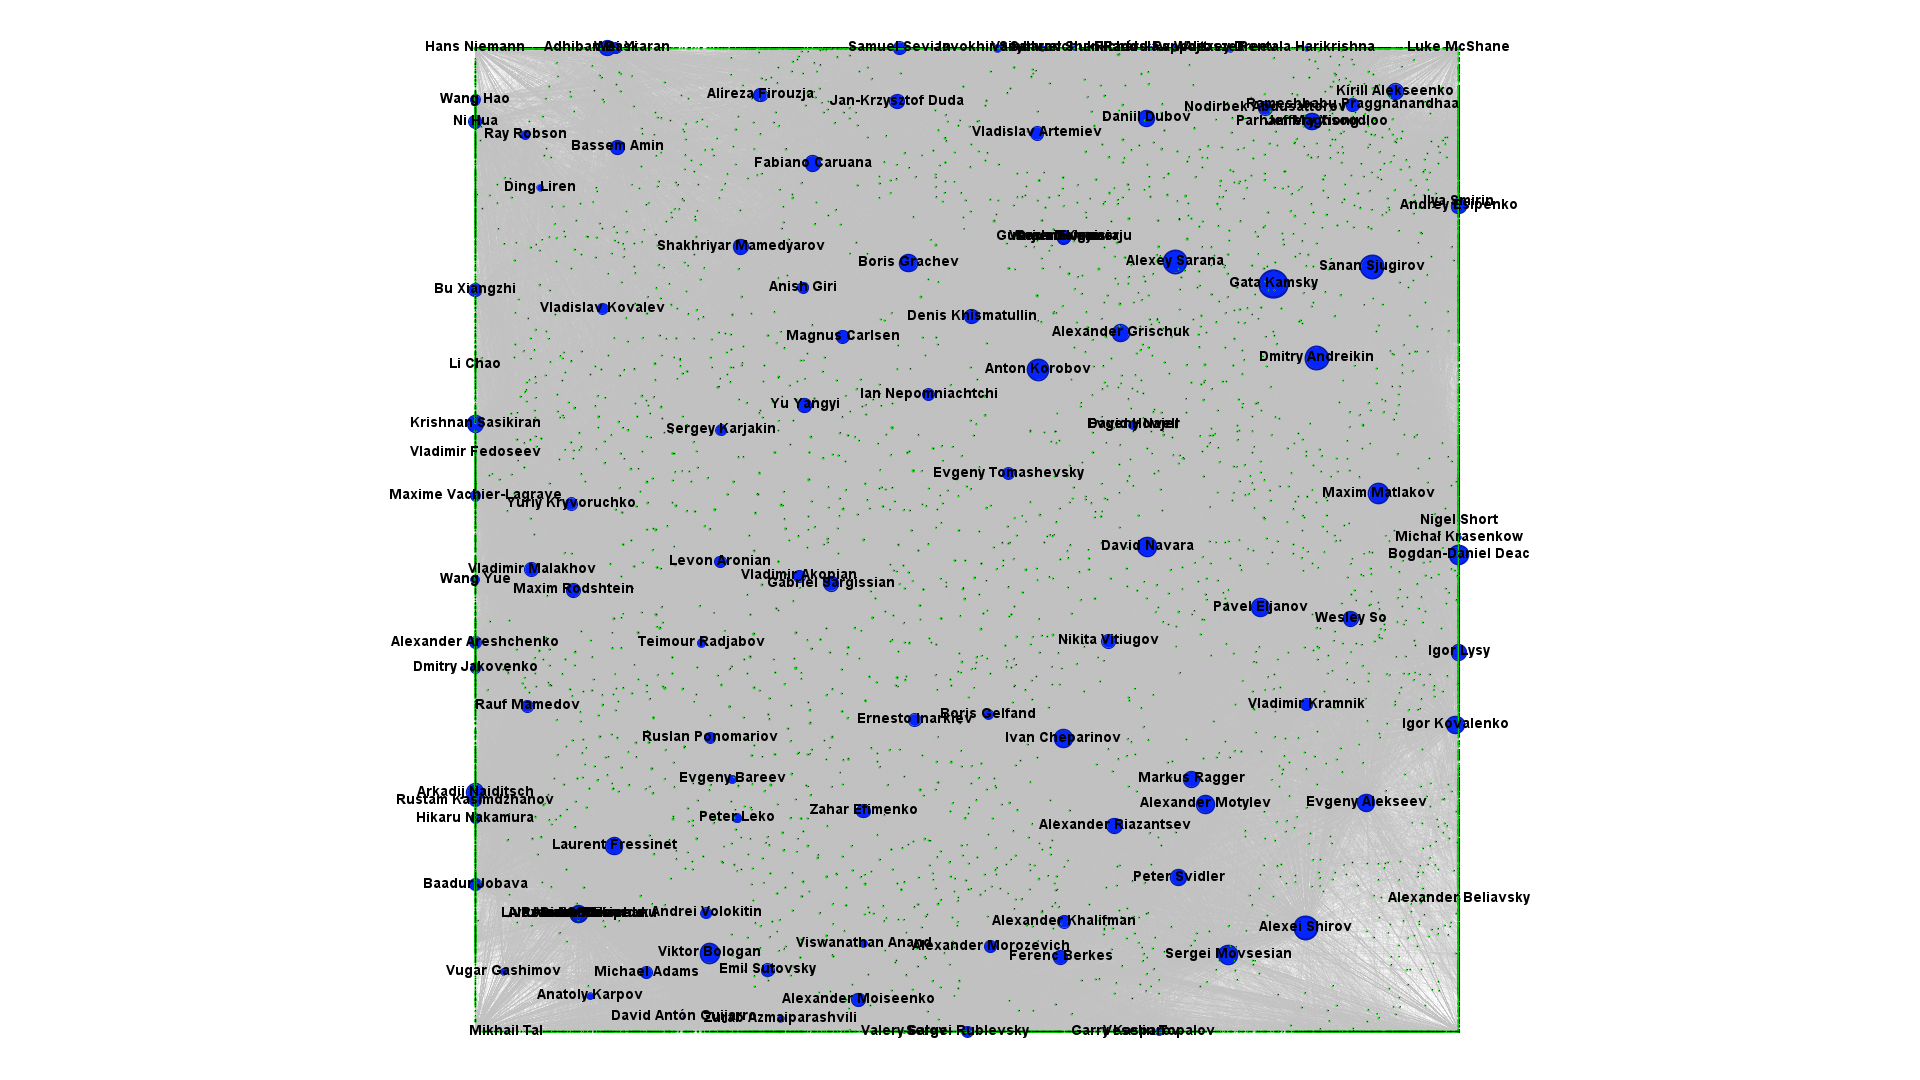 Hans Niemann
Samuel Sevian
Pentala Harikrishna
Luke McShane
Kirill Alekseenko
Alireza Firouzja
Wang Hao
Jan-Krzysztof Duda
Nodirbek Abdusattorov
Rameshbabu Praggnanandhaa
Daniil Dubov
Ni Hua
Parham Maghsoodloo
Ray Robson
Vladislav Artemiev
Bassem Amin
Fabiano Caruana
Ding Liren
Ilya Smirin
Andrey Esipenko
Shakhriyar Mamedyarov
Boris Grachev
Alexey Sarana
Sanan Sjugirov
Gata Kamsky
Bu Xiangzhi
Anish Giri
Vladislav Kovalev
Denis Khismatullin
Alexander Grischuk
Magnus Carlsen
Dmitry Andreikin
Li Chao
Anton Korobov
Ian Nepomniachtchi
Yu Yangyi
Krishnan Sasikiran
Sergey Karjakin
David Howell
Vladimir Fedoseev
Evgeny Tomashevsky
Maxim Matlakov
Maxime Vachier-Lagrave
Yuriy Kryvoruchko
Nigel Short
Michał Krasenkow
David Navara
Bogdan-Daniel Deac
Levon Aronian
Vladimir Malakhov
Vladimir Akopian
Wang Yue
Gabriel Sargissian
Maxim Rodshtein
Pavel Eljanov
Wesley So
Nikita Vitiugov
Alexander Areshchenko
Teimour Radjabov
Igor Lysy
Dmitry Jakovenko
Rauf Mamedov
Vladimir Kramnik
Boris Gelfand
Ernesto Inarkiev
Igor Kovalenko
Ruslan Ponomariov
Ivan Cheparinov
Evgeny Bareev
Markus Ragger
Arkadij Naiditsch
Rustam Kasimdzhanov
Alexander Motylev
Evgeny Alekseev
Zahar Efimenko
Hikaru Nakamura
Peter Leko
Alexander Riazantsev
Laurent Fressinet
Peter Svidler
Baadur Jobava
Alexander Beliavsky
Andrei Volokitin
Alexander Khalifman
Alexei Shirov
Viswanathan Anand
Alexander Morozevich
Viktor Bologan
Sergei Movsesian
Ferenc Berkes
Emil Sutovsky
Vugar Gashimov
Michael Adams
Anatoly Karpov
Alexander Moiseenko
David Antón Guijarro
Zurab Azmaiparashvili
Mikhail Tal
Valery Salov
Sergei Rublevsky
Garry Kasparov
Veselin Topalov